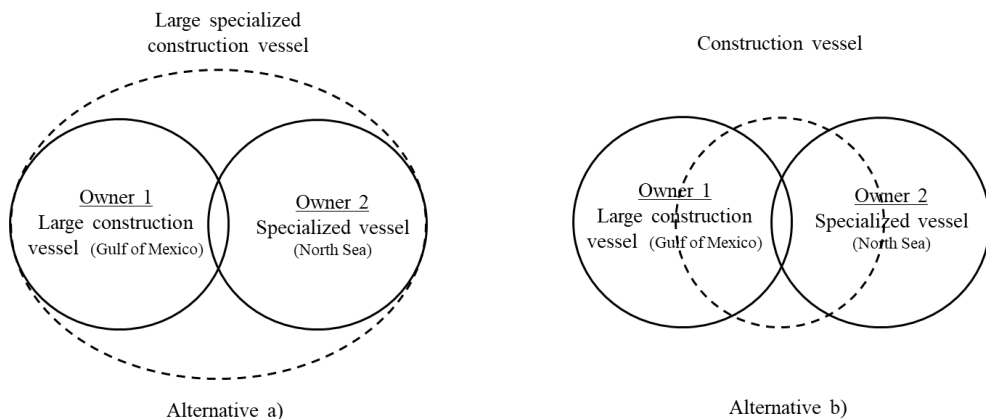 Large specialized
construction vessel
Owner 1
Large construction
vessel (Gulf of Mexico)
Owner 2
Specialized vessel
(North Sea)
Alternative a)
Construction vessel
Owner 1
Large construction
vessel (Gulf of Mexico)
Owner 2
Specialized vessel
(North Sea)
Alternative b)